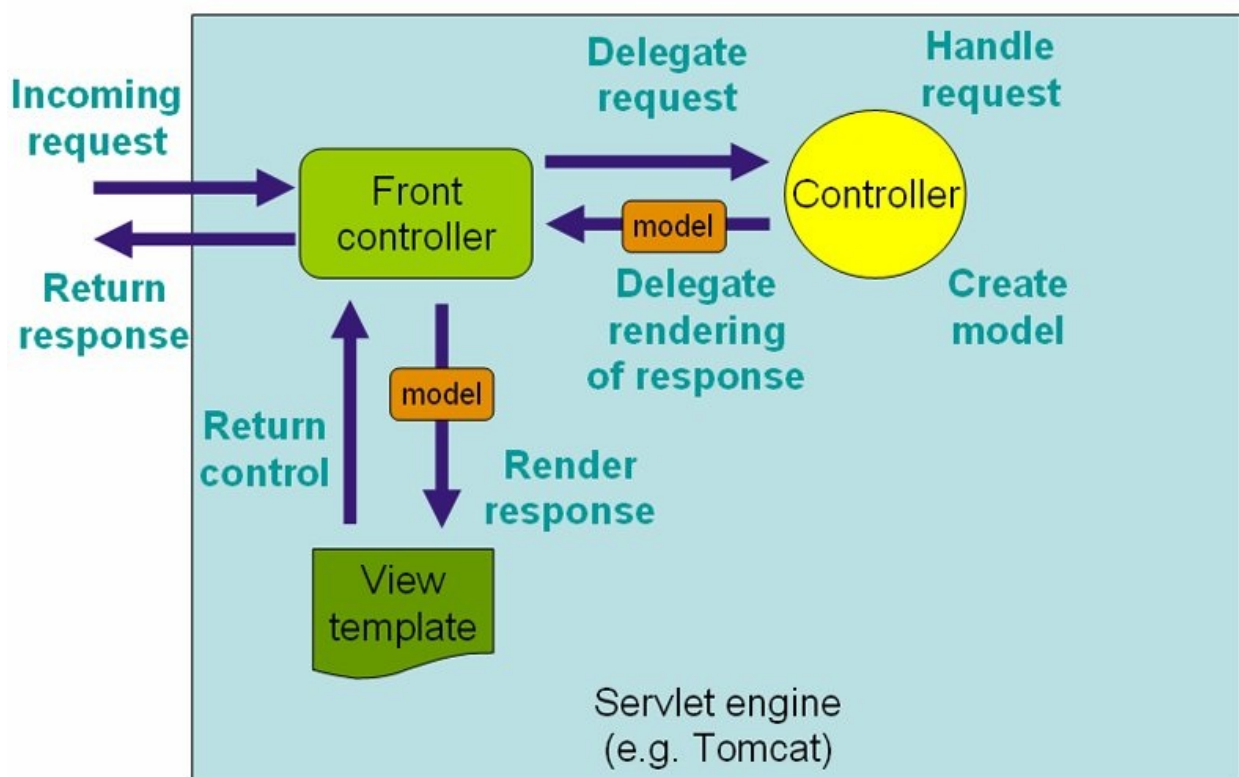 Incoming
request
Delegate
request
Handle
request
Front
controller
Controller
model
Return
response
Delegate
rendering
of response
Create
model
model
Return
control
Render
response
View
template
Servlet engine
(e.g. Tomcat)